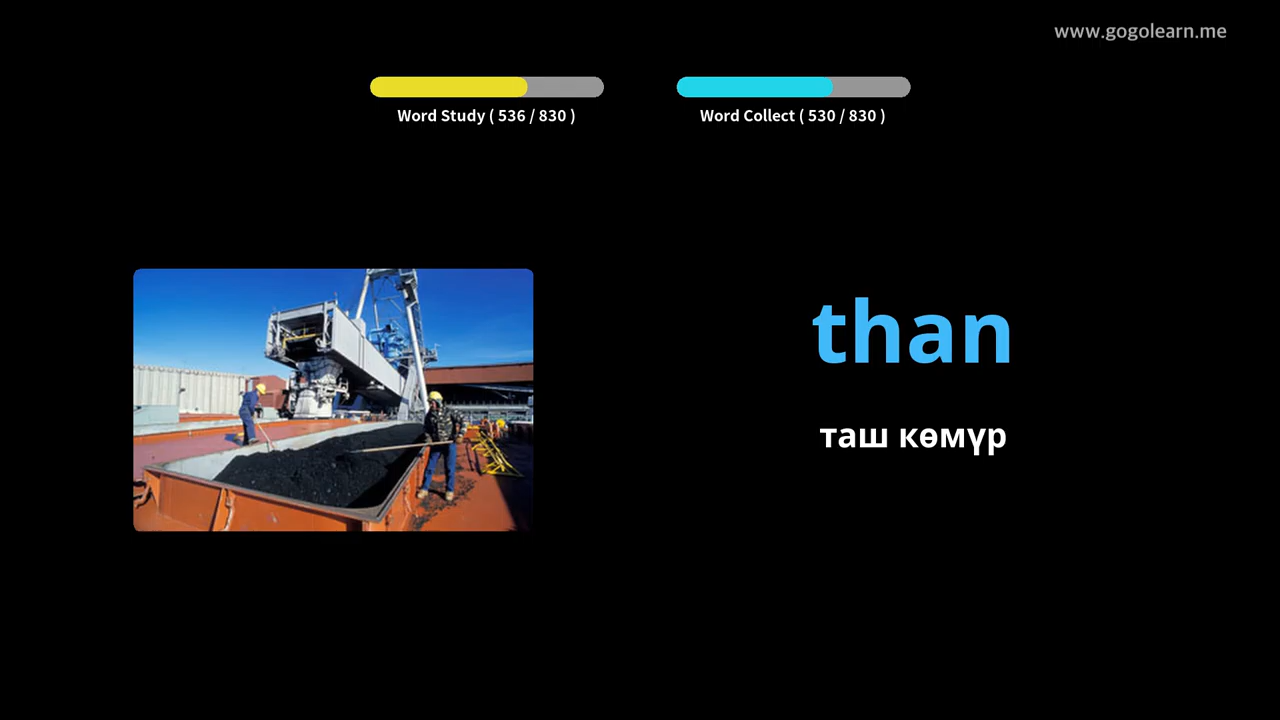 www.gogolearn.me
Word Study ( 536 / 830 )
Word Collect ( 530 / 830 )
than
таш көмүр